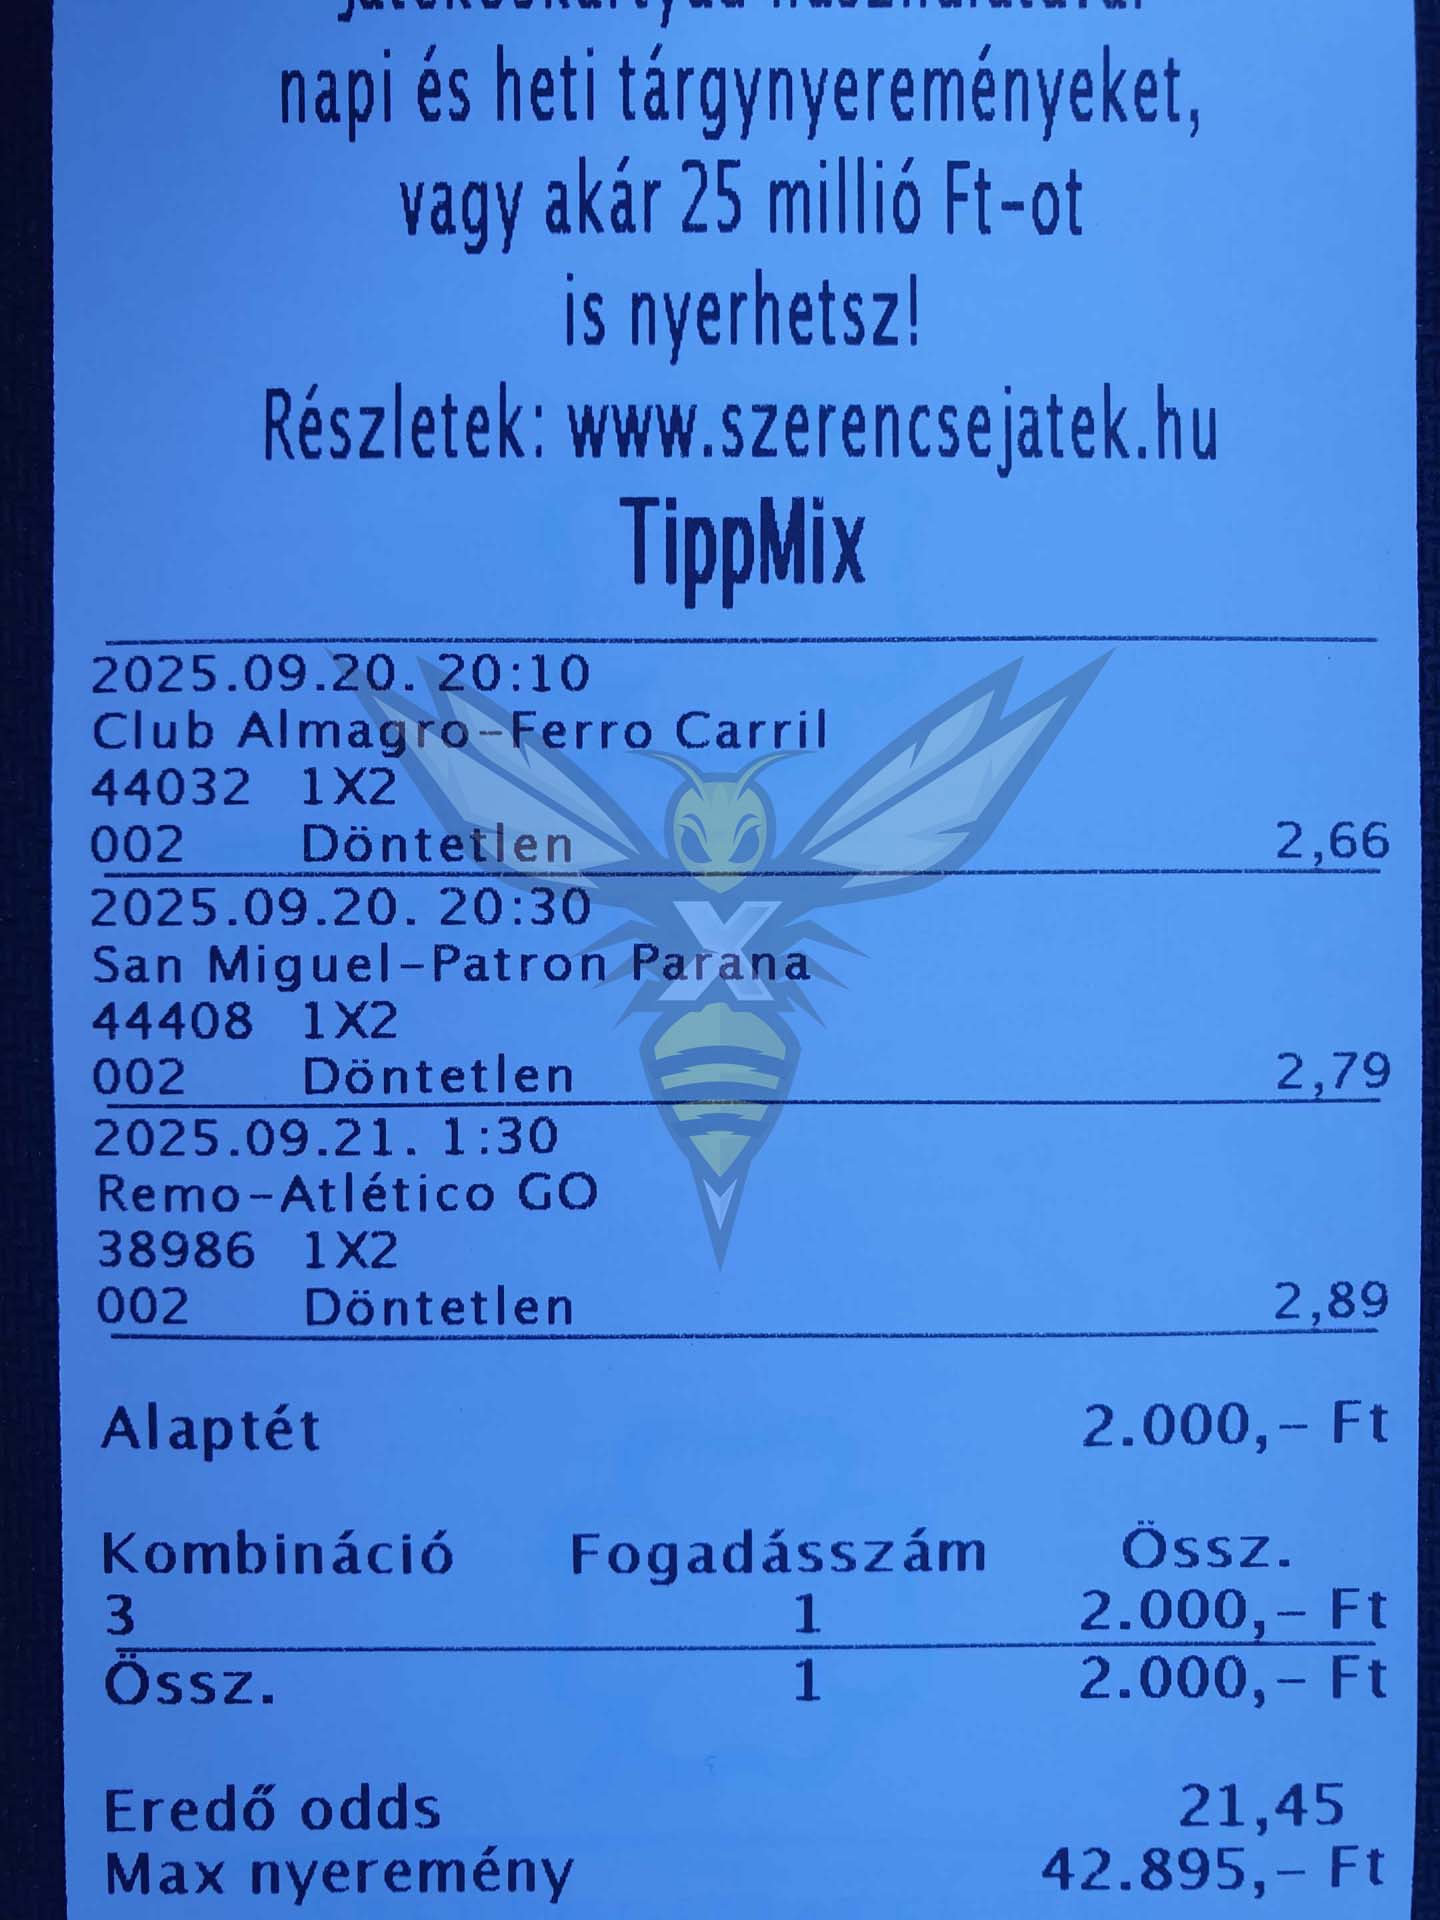 játékoskártyád használatával
napi és heti tárgynyereményeket,
vagy akár 25 millió Ft-ot
is nyerhetsz!
Részletek: www.szerencsejatek.hu
TippMix
2025.09.20. 20:10
Club Almagro-Ferro Carril
44032 1X2
002 Döntetlen 2,66
2025.09.20. 20:30
San Miguel-Patron Parana
44408 1X2
002 Döntetlen 2,79
X
2025.09.21. 1:30
Remo-Atlético GO
38986 1X2
002 Döntetlen 2,89
Alaptét 2.000,- Ft
Kombináció Fogadásszám Össz.
3 1 2.000,- Ft
Össz. 1 2.000,- Ft
Eredő odds 21,45
Max nyeremény 42.895,- Ft